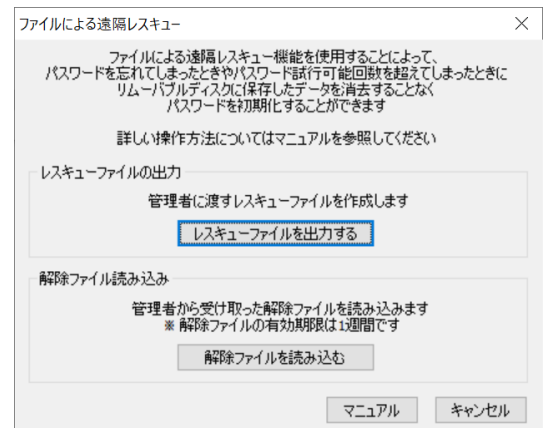 ファイルによる遠隔レスキュー
ファイルによる遠隔レスキュー機能を使用することによって、
パスワードを忘れてしまったときやパスワード試行可能回数を超えてしまったときに
リムーバブルディスクに保存したデータを消去することなく
パスワードを初期化することができます
詳しい操作方法についてはマニュアルを参照してください
レスキューファイルの出力
管理者に渡すレスキューファイルを作成します
レスキューファイルを出力する
解除ファイル読み込み
管理者から受け取った解除ファイルを読み込みます
※ 解除ファイルの有効期限は1週間です
解除ファイルを読み込む
マニュアル
キャンセル